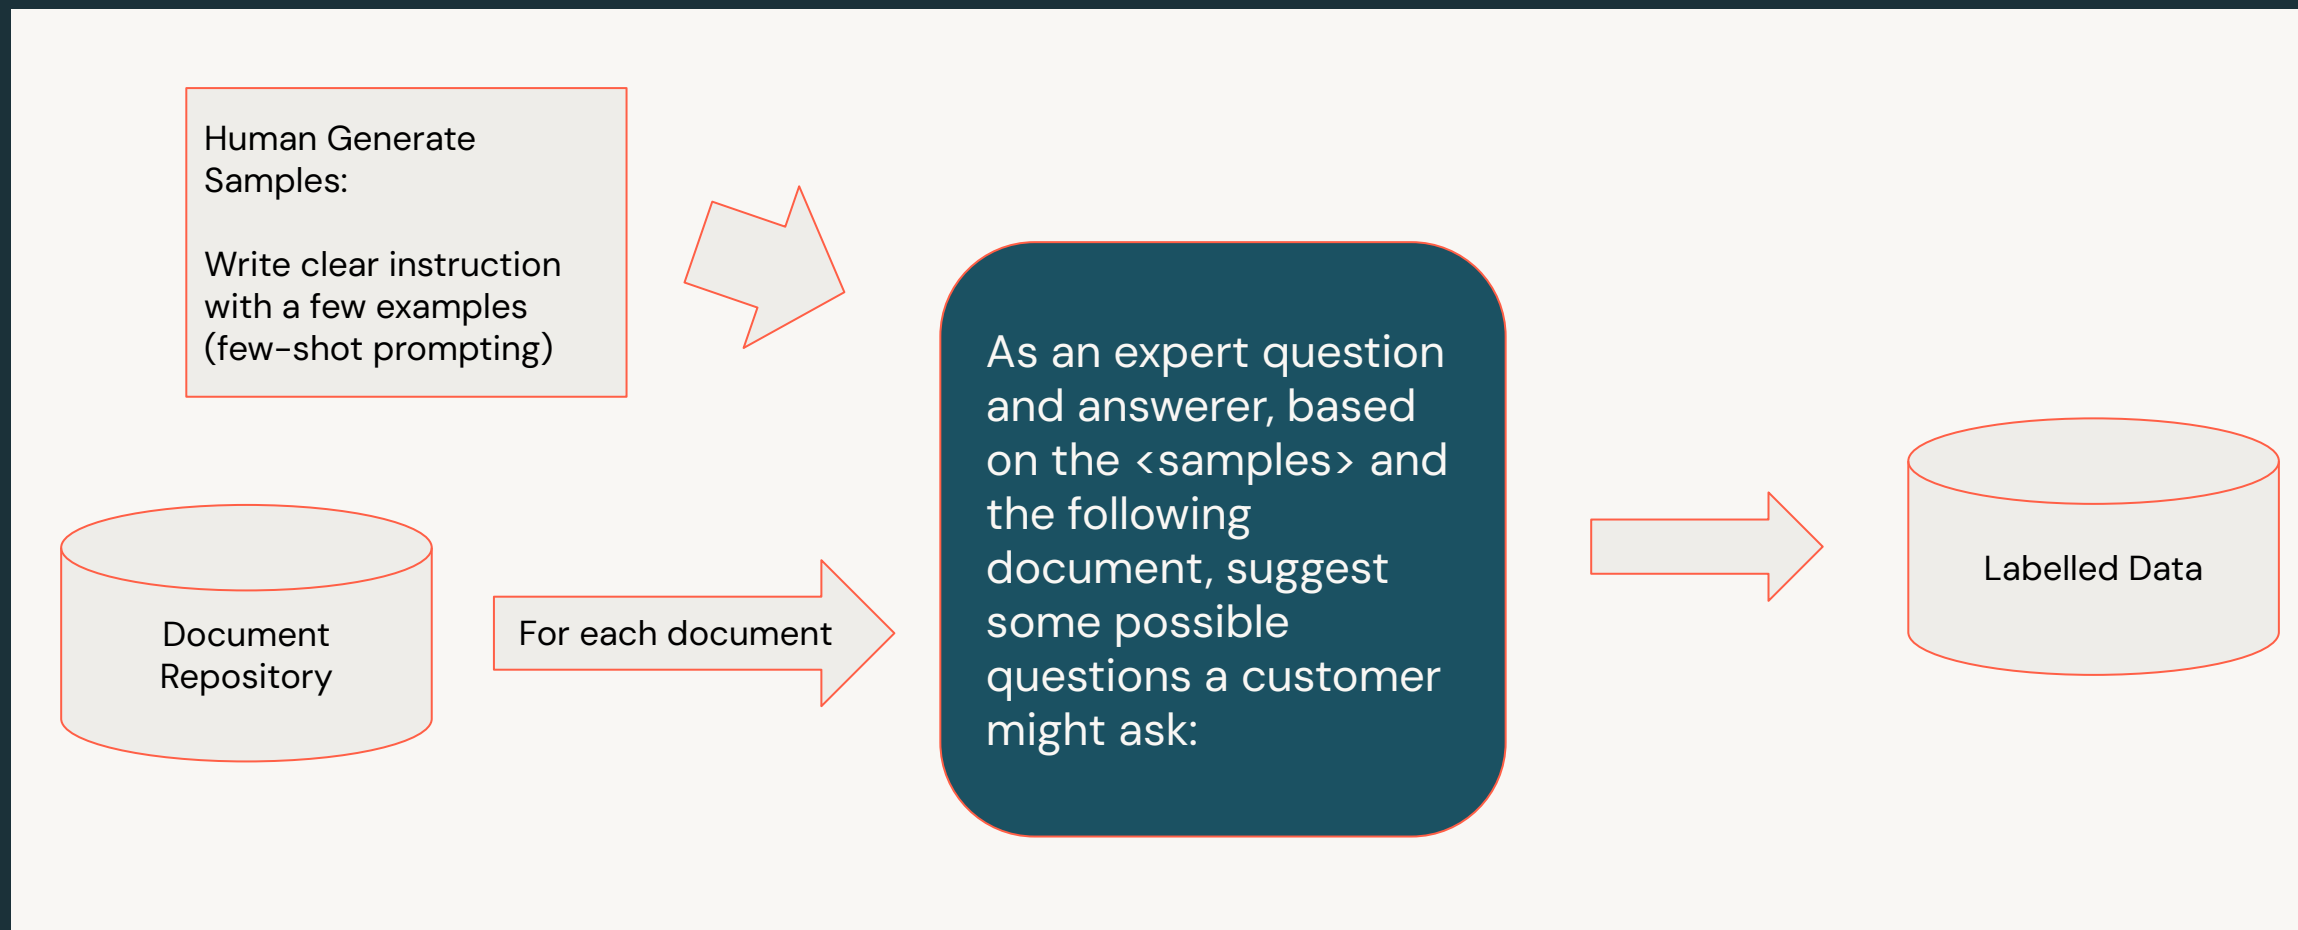 Human Generate
Samples:
Write clear instruction
with a few examples
(few-shot prompting)
Document
Repository
For each document
As an expert question
and answerer, based
on the <samples> and
the following
document, suggest
some possible
questions a customer
might ask:
Labelled Data